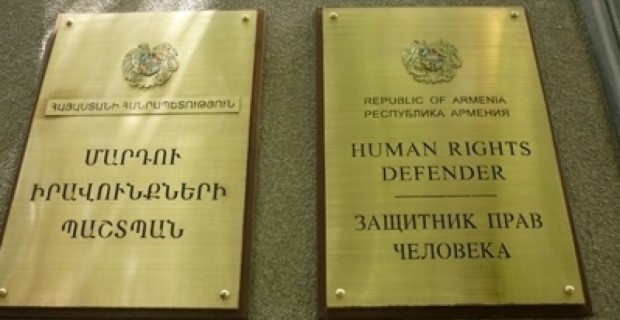 ՀԱՅԱՍՏԱՆԻ ՀԱՆՐԱՊԵՏՈՒԹՅՈՒՆ
ՄԱՐԴՈՒ
ԻՐԱՎՈՒՆՔՆԵՐԻ
ՊԱՇՏՊԱՆ
REPUBLIC OF ARMENIA
РЕСПУБЛИКА АРМЕНИЯ
HUMAN RIGHTS
DEFENDER
ЗАЩИТНИК ПРАВ
ЧЕЛОВЕКА